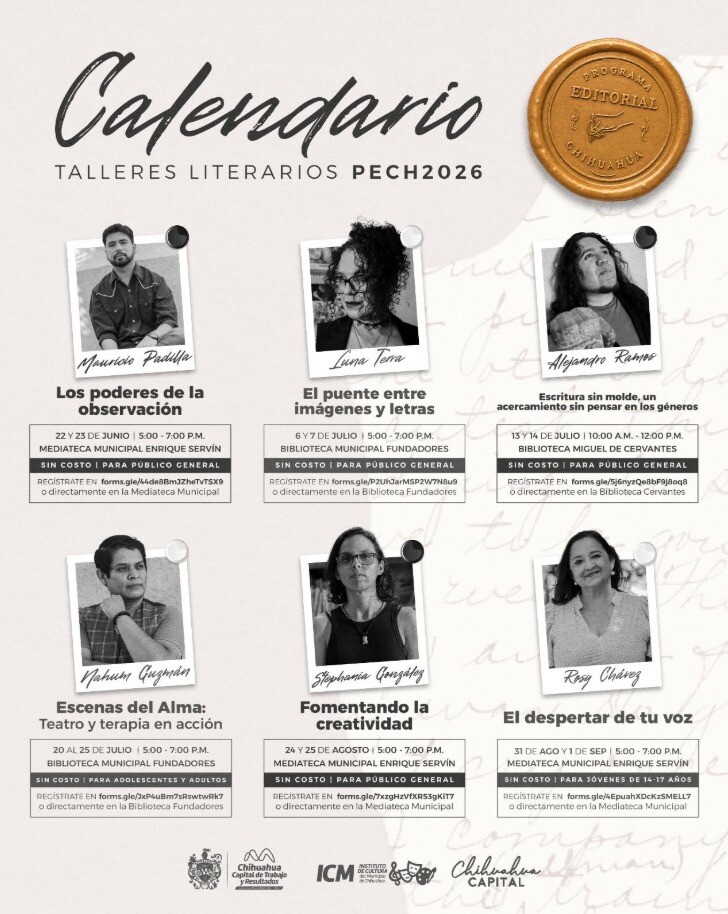 Calendario
TALLERES LITERARIOS PECH2026
PROGRAMA
EDITORIAL
CHIHUAHUA
Mauricio Padilla
Los poderes de la
observación
22 Y 23 DE JUNIO | 5:00 - 7:00 P.M.
MEDIATECA MUNICIPAL ENRIQUE SERVÍN
SIN COSTO | PARA PÚBLICO GENERAL
REGÍSTRATE EN forms.gle/44de8BmJZheTvTSX9
o directamente en la Mediateca Municipal
Luna Terra
El puente entre
imágenes y letras
6 Y 7 DE JULIO | 5:00 - 7:00 P.M.
BIBLIOTECA MUNICIPAL FUNDADORES
SIN COSTO | PARA PÚBLICO GENERAL
REGÍSTRATE EN forms.gle/P2UhJarMSP2W7N8u9
o directamente en la Biblioteca Fundadores
Alejandro Ramos
Escritura sin molde, un
acercamiento sin pensar en los géneros
13 Y 14 DE JULIO | 10:00 A.M. - 12:00 P.M.
BIBLIOTECA MIGUEL DE CERVANTES
SIN COSTO | PARA PÚBLICO GENERAL
REGÍSTRATE EN forms.gle/5j6nyzQe8bF9j8oq8
o directamente en la Biblioteca Cervantes
Nahum Guzmán
Escenas del Alma:
Teatro y terapia en acción
20 AL 25 DE JULIO | 5:00 - 7:00 P.M.
BIBLIOTECA MUNICIPAL FUNDADORES
SIN COSTO | PARA ADOLESCENTES Y ADULTOS
REGÍSTRATE EN forms.gle/JxP4uBm7sRswtwRk7
o directamente en la Biblioteca Fundadores
Stephania González
Fomentando la
creatividad
24 Y 25 DE AGOSTO | 5:00 - 7:00 P.M.
MEDIATECA MUNICIPAL ENRIQUE SERVÍN
SIN COSTO | PARA PÚBLICO GENERAL
REGÍSTRATE EN forms.gle/7xzgHzVfXR53gKiT7
o directamente en la Mediateca Municipal
Rosy Chávez
El despertar de tu voz
31 DE AGO Y 1 DE SEP | 5:00 - 7:00 P.M.
MEDIATECA MUNICIPAL ENRIQUE SERVÍN
SIN COSTO | PARA JÓVENES DE 14-17 AÑOS
REGÍSTRATE EN forms.gle/4EpuahXDcKzSMELL7
o directamente en la Mediateca Municipal
Chihuahua
Capital de Trabajo
y Resultados
ICM
INSTITUTO
DE CULTURA
del Municipio
de Chihuahua
Chihuahua
CAPITAL